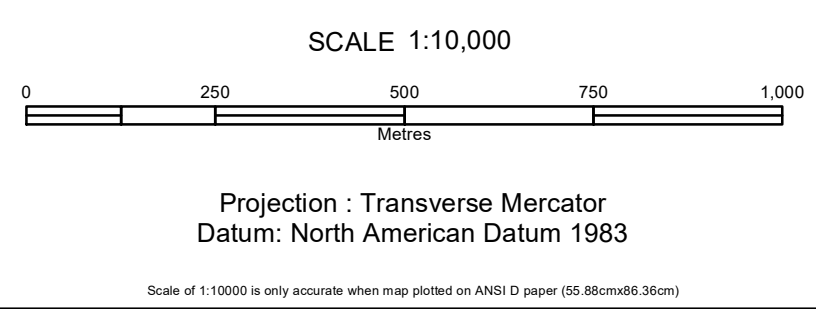 SCALE 1:10,000
0 250 500 750 1,000
Metres
Projection : Transverse Mercator
Datum: North American Datum 1983
Scale of 1:10000 is only accurate when map plotted on ANSI D paper (55.88cmx86.36cm)